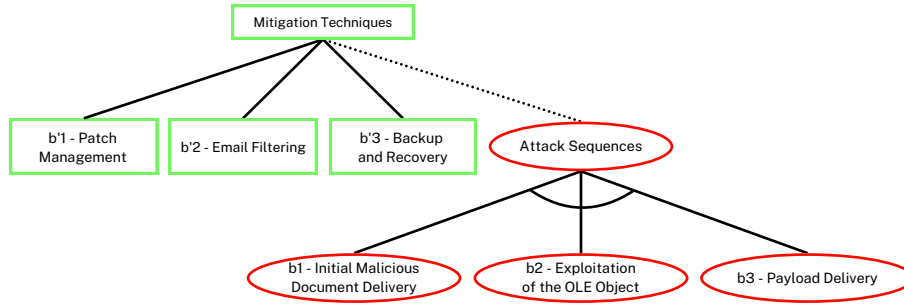 Mitigation Techniques
b'1 - Patch
Management
b'2 - Email Filtering
b'3 - Backup
and Recovery
Attack Sequences
b1 - Initial Malicious
Document Delivery
b2 - Exploitation
of the OLE Object
b3 - Payload Delivery